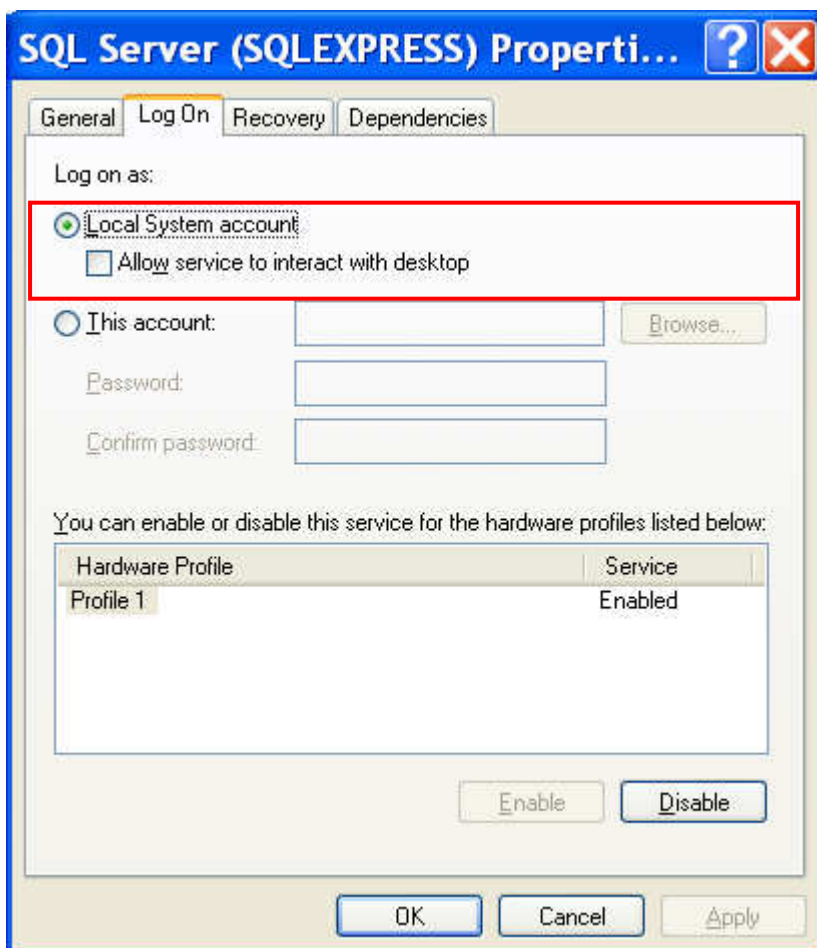 SQL Server (SQLEXPRESS) Properti...
General Log On Recovery Dependencies
Log on as:
Local System account
Allow service to interact with desktop
This account: Browse...
Password:
Confirm password:
You can enable or disable this service for the hardware profiles listed below:
Hardware Profile Service
Profile 1 Enabled
Enable Disable
OK Cancel Apply